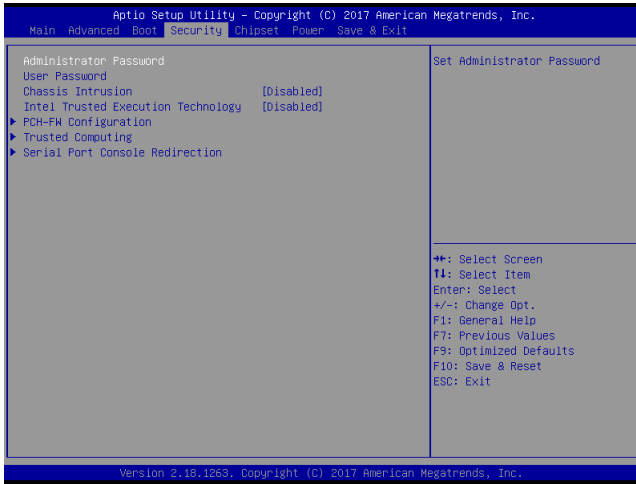 Aptio Setup Utility – Copyright (C) 2017 American Megatrends, Inc.
Main Advanced Boot Security Chipset Power Save & Exit
Administrator Password
User Password
Chassis Intrusion [Disabled]
Intel Trusted Execution Technology [Disabled]
PCH-FW Configuration
Trusted Computing
Serial Port Console Redirection
Set Administrator Password
→←: Select Screen
↑↓: Select Item
Enter: Select
+/-: Change Opt.
F1: General Help
F7: Previous Values
F9: Optimized Defaults
F10: Save & Reset
ESC: Exit
Version 2.18.1263. Copyright (C) 2017 American Megatrends, Inc.